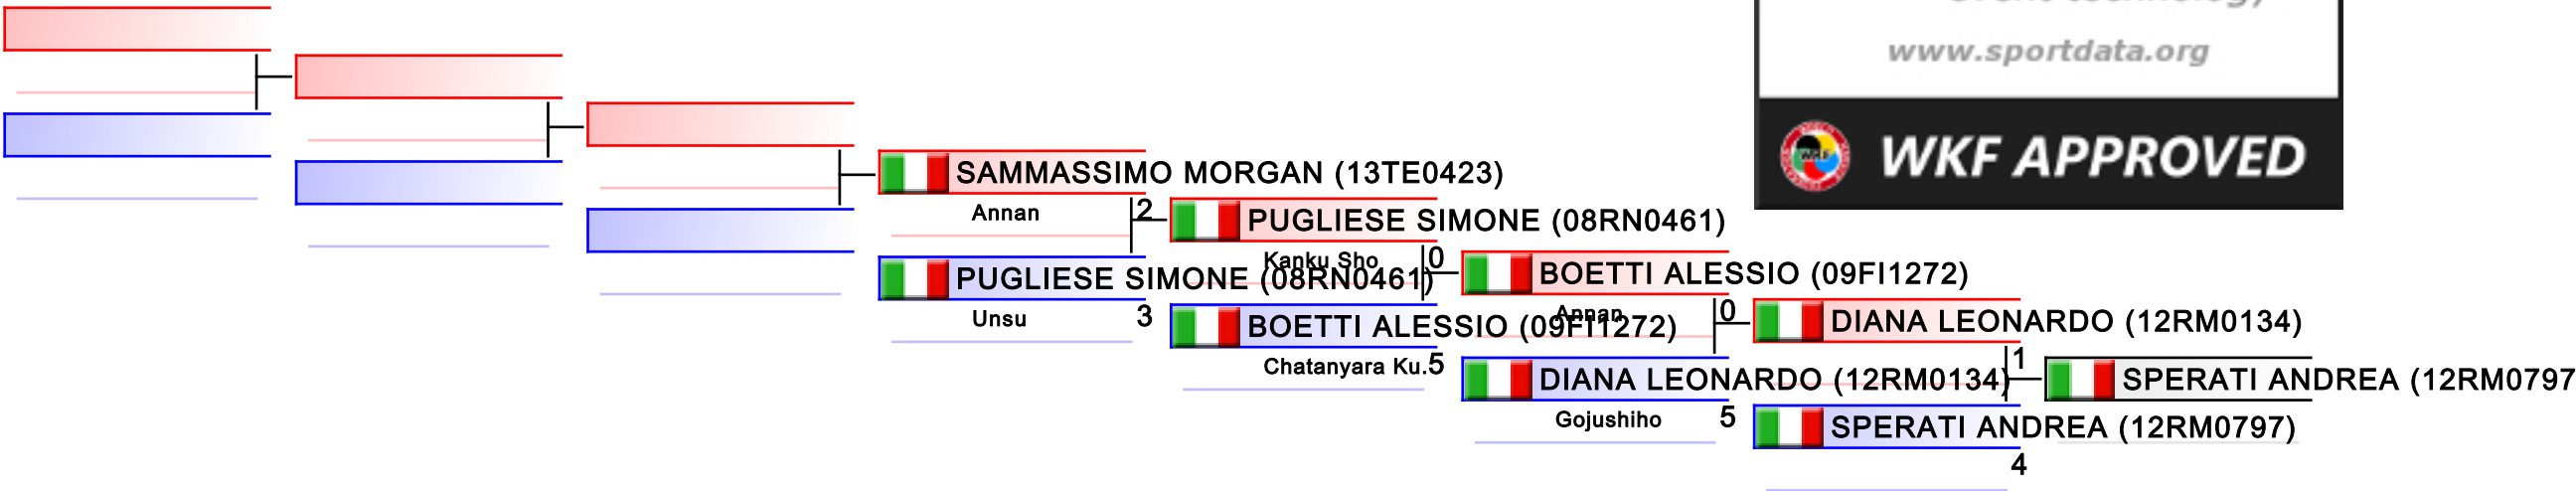 www.sportdata.org
WKF APPROVED
SAMMASSIMO MORGAN (13TE0423)
Annan
2
PUGLIESE SIMONE (08RN0461)
Unsu
3
PUGLIESE SIMONE (08RN0461)
Kanku Sho
0
BOETTI ALESSIO (09FI1272)
Chatanyara Ku.
5
BOETTI ALESSIO (09FI1272)
Annan
0
DIANA LEONARDO (12RM0134)
Gojushiho
5
DIANA LEONARDO (12RM0134)
1
SPERATI ANDREA (12RM0797)
4
SPERATI ANDREA (12RM0797